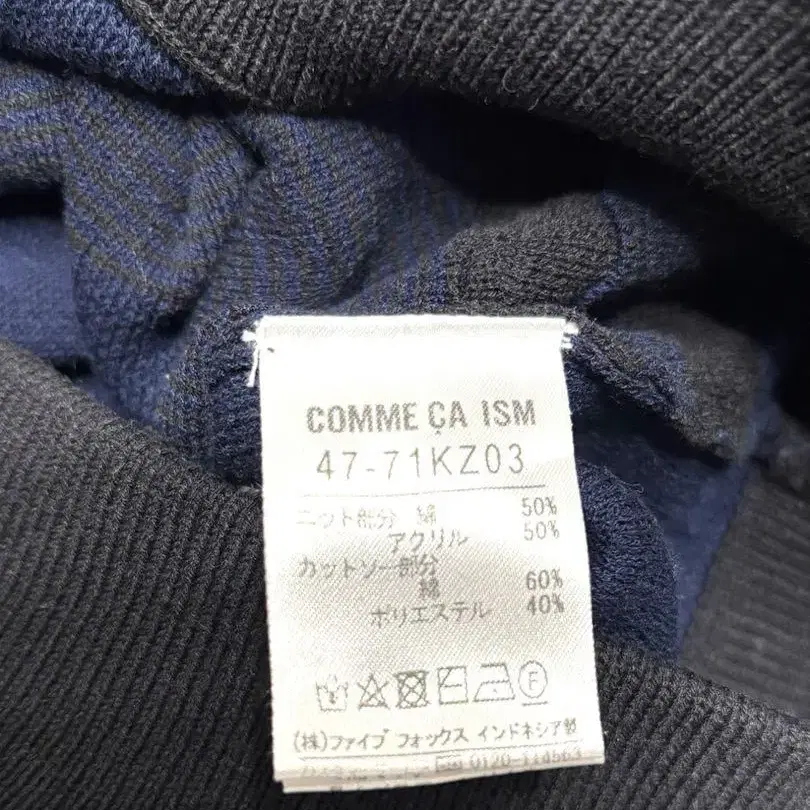 COMME ÇA ISM
47-71KZ03
ニット部分 綿 50%
アクリル 50%
カットソー部分
綿 60%
ポリエステル 40%
F
(株)ファイブ フォックス インドネシア製
0120-114563